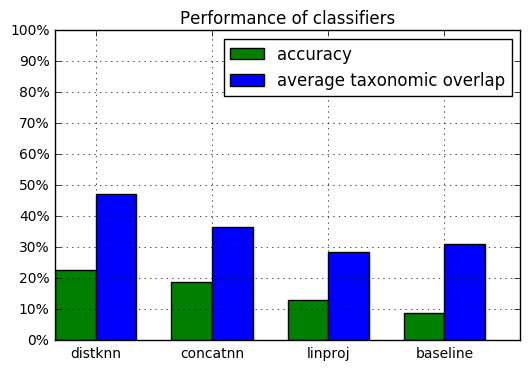 Performance of classifiers
100%
90%
80%
70%
60%
50%
40%
30%
20%
10%
0%
accuracy
average taxonomic overlap
distknn concatnn linproj baseline